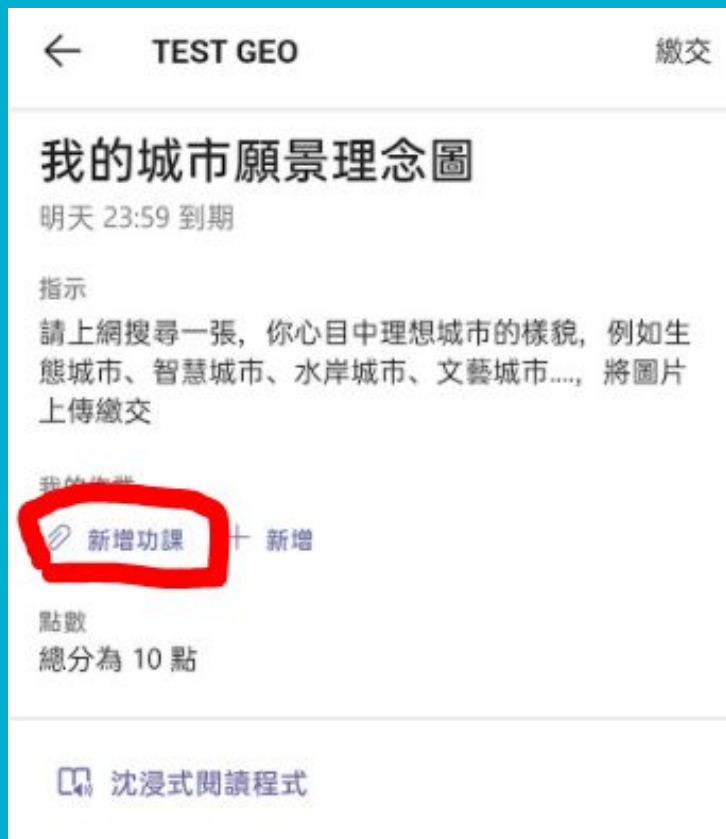 TEST GEO 繳交
我的城市願景理念圖
明天 23:59 到期
指示
請上網搜尋一張，你心目中理想城市的樣貌，例如生
態城市、智慧城市、水岸城市、文藝城市....，將圖片
上傳繳交
我的作業
新增功課 + 新增
點數
總分為 10 點
沈浸式閱讀程式